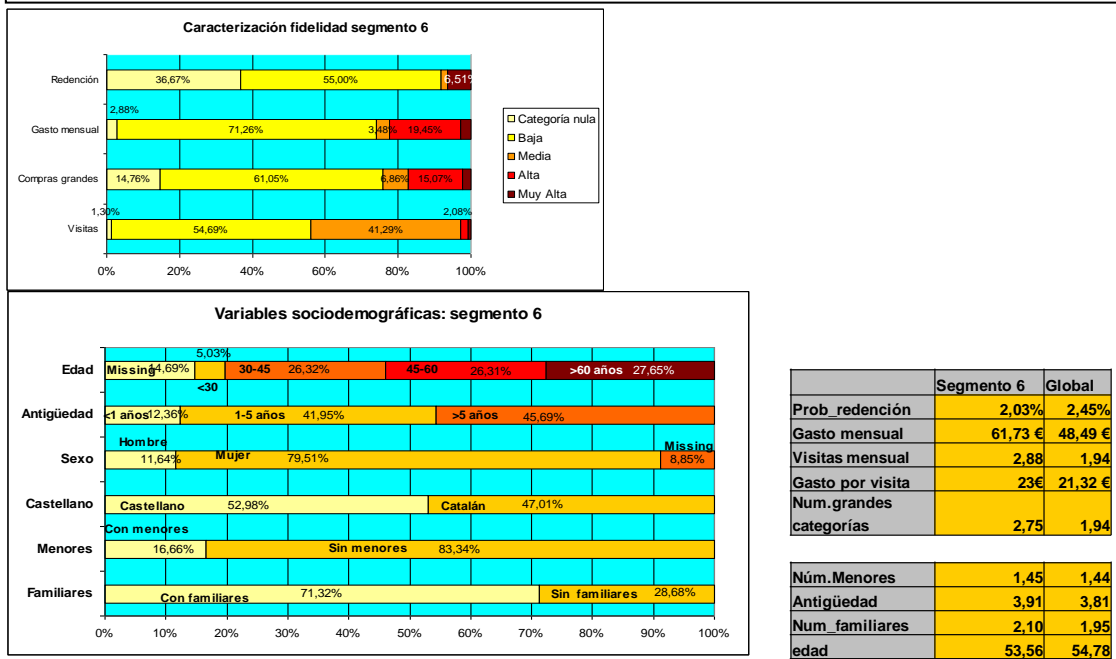 Caracterización fidelidad segmento 6
Redención
36,67%
55,00%
6,51%
2,88%
Gasto mensual
71,26%
3,48%
19,45%
Compras grandes
14,76%
61,05%
6,86%
15,07%
1,30%
2,08%
Visitas
54,69%
41,29%
0% 20% 40% 60% 80% 100%
Categoría nula
Baja
Media
Alta
Muy Alta
Variables sociodemográficas: segmento 6
5,03%
Edad Missing 14,69% 30-45 26,32% 45-60 26,31% >60 años 27,65%
<30
Antigüedad <1 años 12,36% 1-5 años 41,95% >5 años 45,69%
Hombre Missing
Sexo 11,64% Mujer 79,51% 8,85%
Castellano Castellano 52,98% Catalán 47,01%
Con menores
Menores 16,66% Sin menores 83,34%
Familiares Con familiares 71,32% Sin familiares 28,68%
0% 10% 20% 30% 40% 50% 60% 70% 80% 90% 100%
Segmento 6 Global
Prob_redención 2,03% 2,45%
Gasto mensual 61,73 € 48,49 €
Visitas mensual 2,88 1,94
Gasto por visita 23€ 21,32 €
Num.grandes
categorías 2,75 1,94
Núm.Menores 1,45 1,44
Antigüedad 3,91 3,81
Num_familiares 2,10 1,95
edad 53,56 54,78